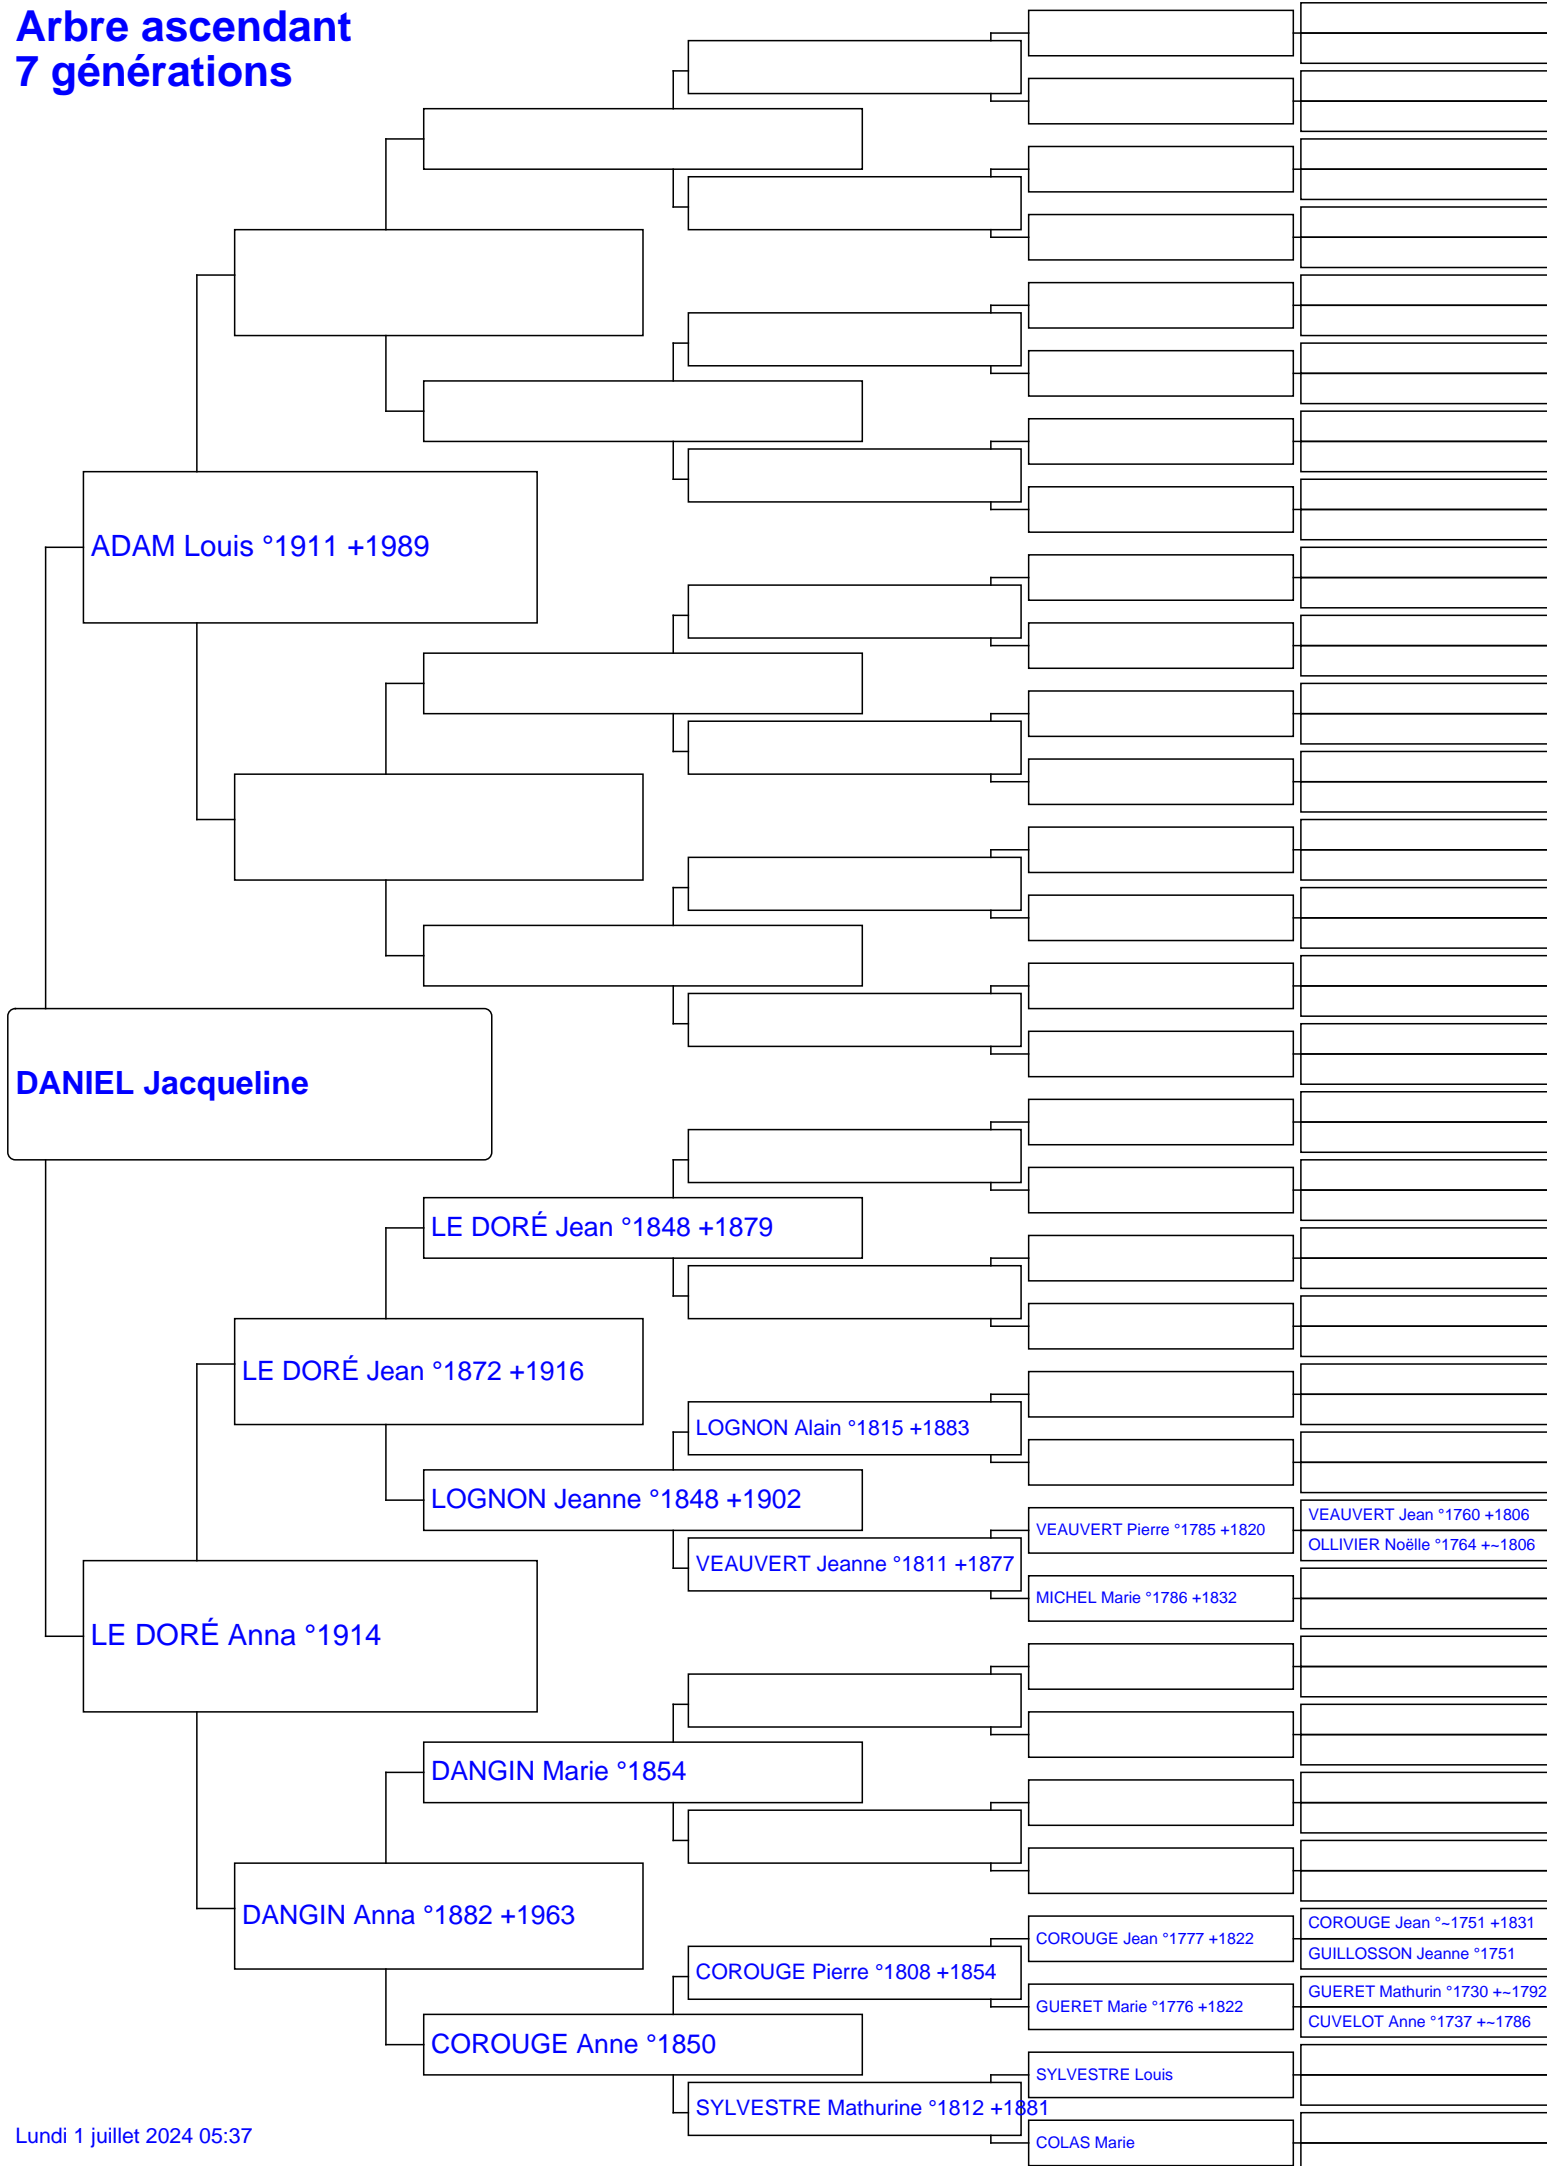 Arbre ascendant
7 générations
ADAM Louis °1911 +1989
DANIEL Jacqueline
LE DORÉ Jean °1848 +1879
LE DORÉ Jean °1872 +1916
LOGNON Alain °1815 +1883
LOGNON Jeanne °1848 +1902
VEAUVERT Jean °1760 +1806
VEAUVERT Pierre °1785 +1820
OLLIVIER Noëlle °1764 +~1806
VEAUVERT Jeanne °1811 +1877
MICHEL Marie °1786 +1832
LE DORÉ Anna °1914
DANGIN Marie °1854
DANGIN Anna °1882 +1963
COROUGE Jean °~1751 +1831
COROUGE Jean °1777 +1822
GUILLOSSON Jeanne °1751
COROUGE Pierre °1808 +1854
GUERET Mathurin °1730 +~1792
GUERET Marie °1776 +1822
CUVELOT Anne °1737 +~1786
COROUGE Anne °1850
SYLVESTRE Louis
SYLVESTRE Mathurine °1812 +1881
COLAS Marie
Lundi 1 juillet 2024 05:37